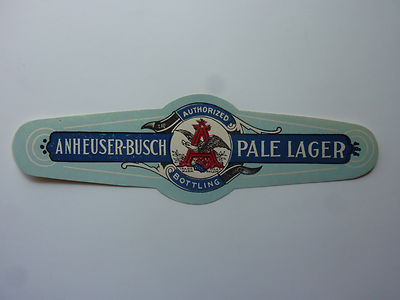 AUTHORIZED
ANHEUSER-BUSCH PALE LAGER
BOTTLING